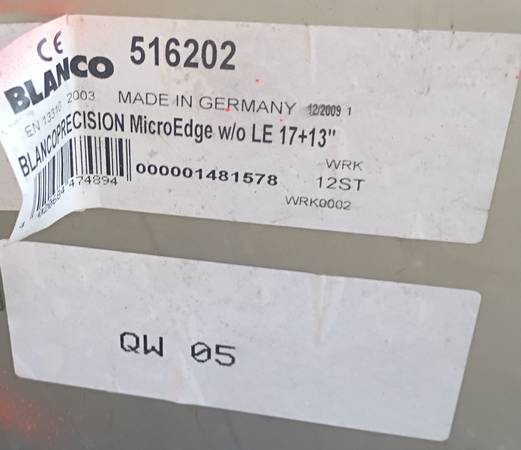 CE
BLANCO 516202
EN 13310 2003 MADE IN GERMANY 12/2009 1
BLANCOPRECISION MicroEdge w/o LE 17+13"
WRK
000001481578 12ST
474894
WRK0002
QW 05